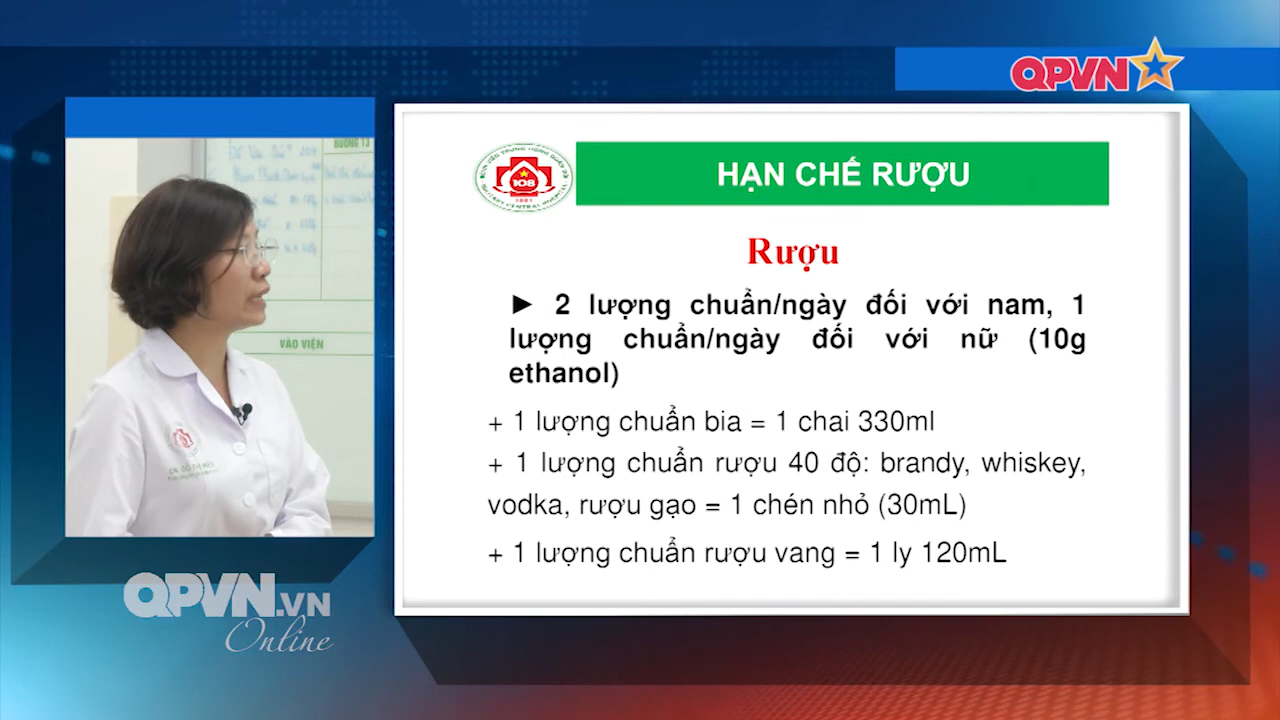 QPVN
BUỒNG 13
VÀO VIỆN
108
1951
HẠN CHẾ RƯỢU
Rượu
► 2 lượng chuẩn/ngày đối với nam, 1
lượng chuẩn/ngày đối với nữ (10g
ethanol)
+ 1 lượng chuẩn bia = 1 chai 330ml
+ 1 lượng chuẩn rượu 40 độ: brandy, whiskey,
vodka, rượu gạo = 1 chén nhỏ (30mL)
+ 1 lượng chuẩn rượu vang = 1 ly 120mL
QPVN.VN
Online